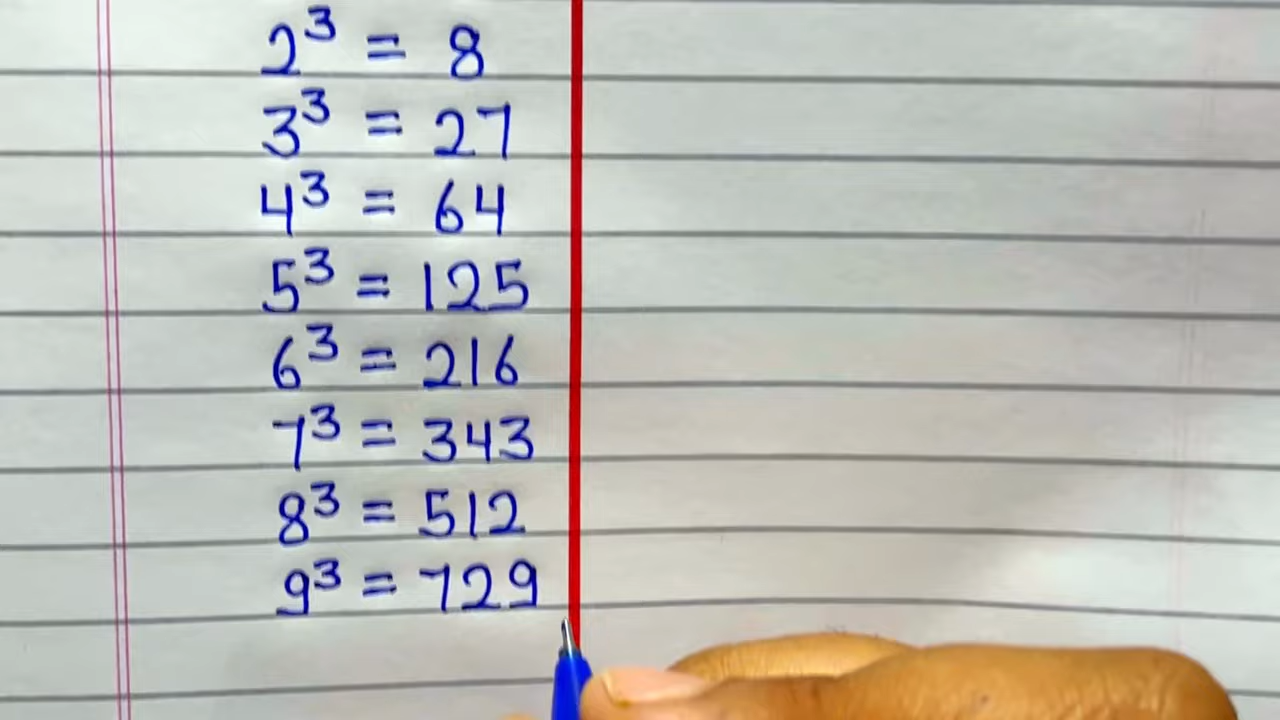 2³ = 8
3³ = 27
4³ = 64
5³ = 125
6³ = 216
7³ = 343
8³ = 512
9³ = 729